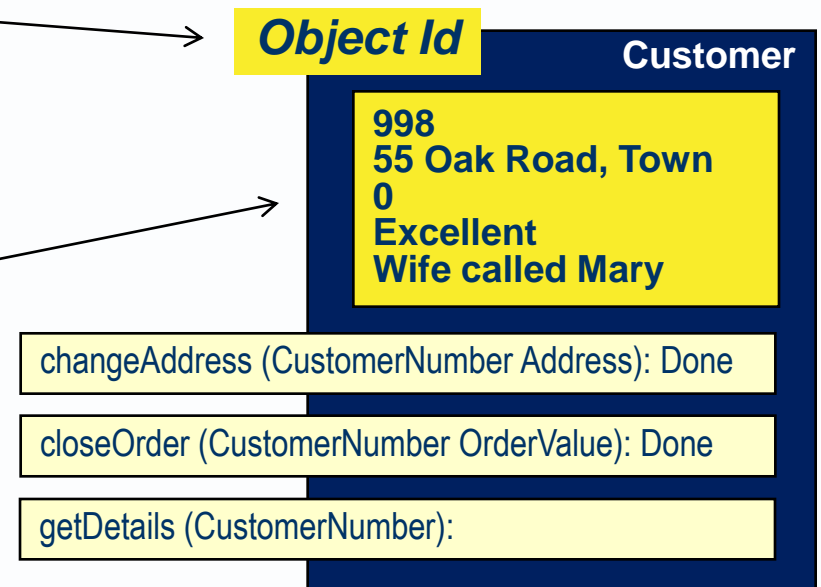 Object Id
Customer
998
55 Oak Road, Town
0
Excellent
Wife called Mary
changeAddress (CustomerNumber Address): Done
closeOrder (CustomerNumber OrderValue): Done
getDetails (CustomerNumber):